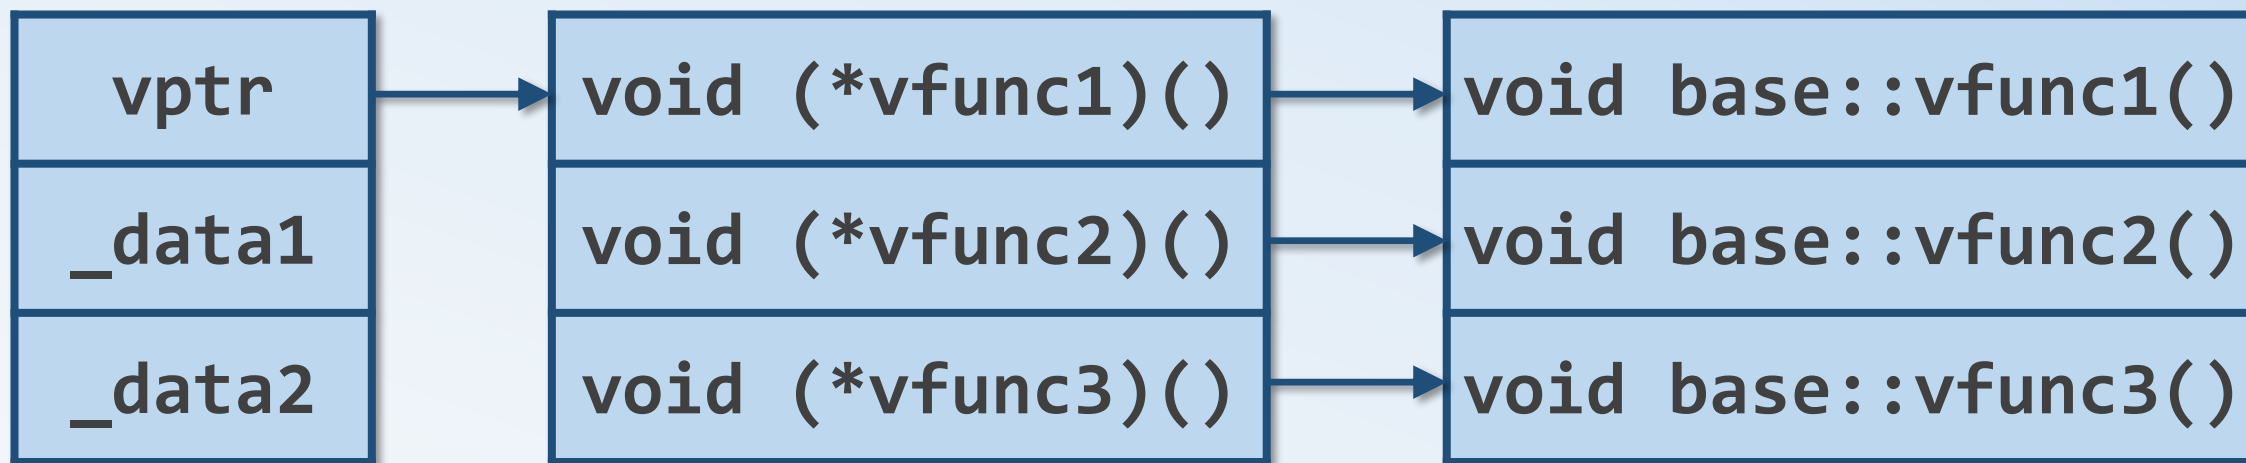 vptr
_data1
_data2
void (*vfunc1)()
void (*vfunc2)()
void (*vfunc3)()
void base::vfunc1()
void base::vfunc2()
void base::vfunc3()